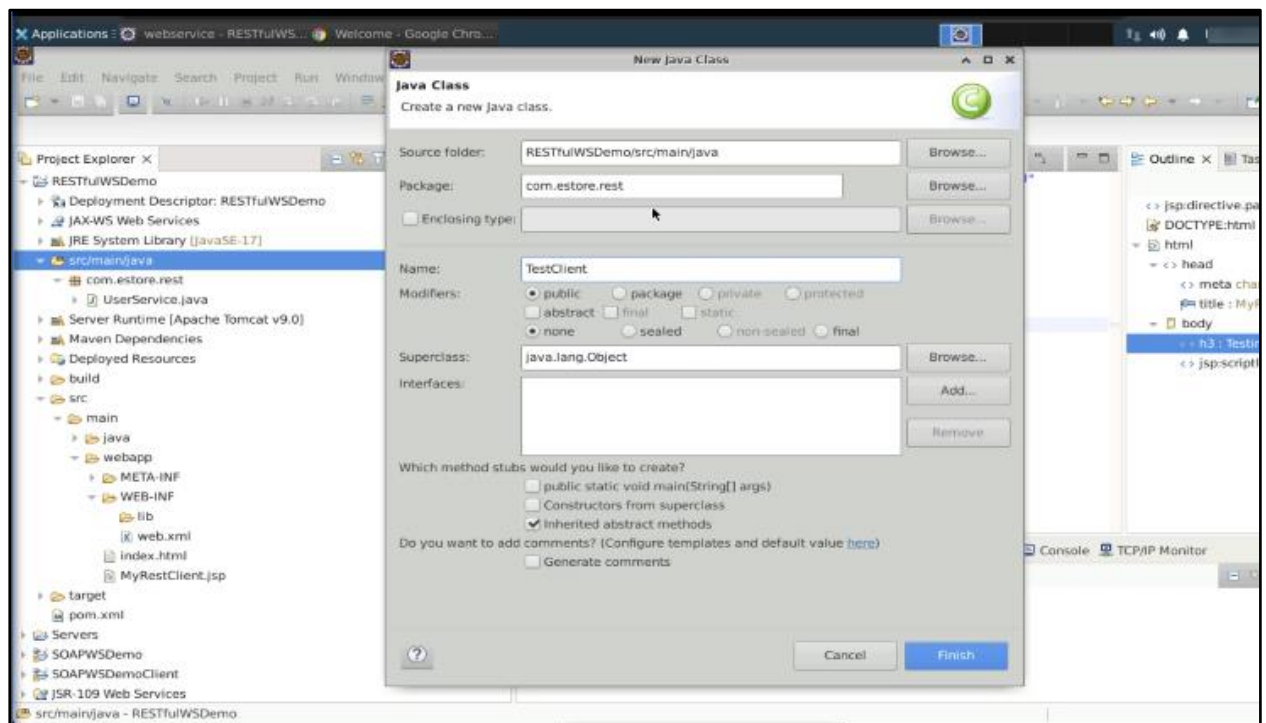 Applications : webservice - RESTfulWS... Welcome - Google Chro...
New Java Class
File Edit Navigate Search Project Run Window
Java Class
Create a new Java class.
Source folder: RESTfulWSDemo/src/main/java Browse...
Package: com.estore.rest Browse...
Enclosing type: Browse...
Name: TestClient
Modifiers: public package private protected
abstract final static
none sealed non-sealed final
Superclass: java.lang.Object Browse...
Interfaces: Add...
Remove
Which method stubs would you like to create?
public static void main(String[] args)
Constructors from superclass
Inherited abstract methods
Do you want to add comments? (Configure templates and default value here)
Generate comments
? Cancel Finish
Project Explorer
RESTfulWSDemo
Deployment Descriptor: RESTfulWSDemo
JAX-WS Web Services
JRE System Library [JavaSE-17]
src/main/java
com.estore.rest
UserService.java
Server Runtime [Apache Tomcat v9.0]
Maven Dependencies
Deployed Resources
build
src
main
java
webapp
META-INF
WEB-INF
lib
web.xml
index.html
MyRestClient.jsp
target
pom.xml
Servers
SOAPWSDemo
SOAPWSDemoClient
JSR-109 Web Services
src/main/java - RESTfulWSDemo
Outline Tas
jsp:directive.pa
DOCTYPE:html
html
head
meta cha
title : MyR
body
h3 : Testin
jsp:scriptl
Console TCP/IP Monitor